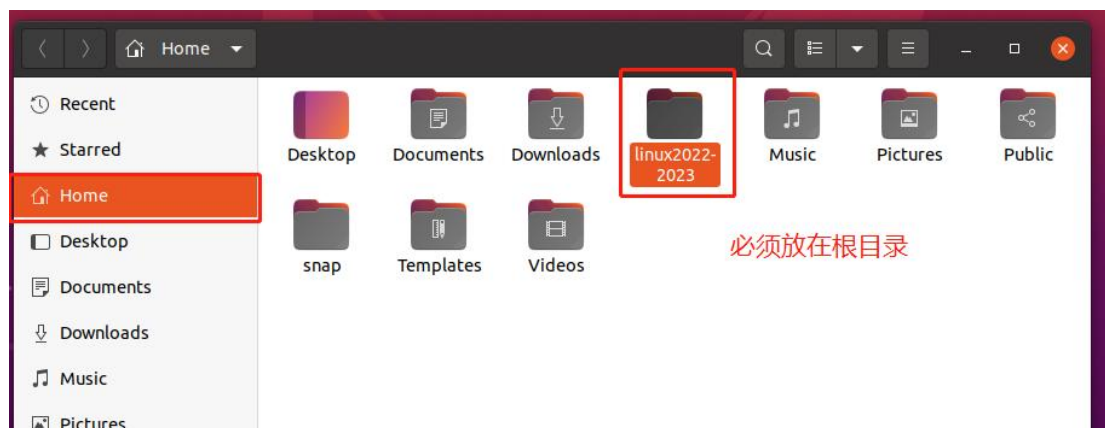 Home
Recent
Starred
Home
Desktop
Documents
Downloads
Music
Pictures
Desktop
Documents
Downloads
linux2022-
2023
Music
Pictures
Public
snap
Templates
Videos
必须放在根目录